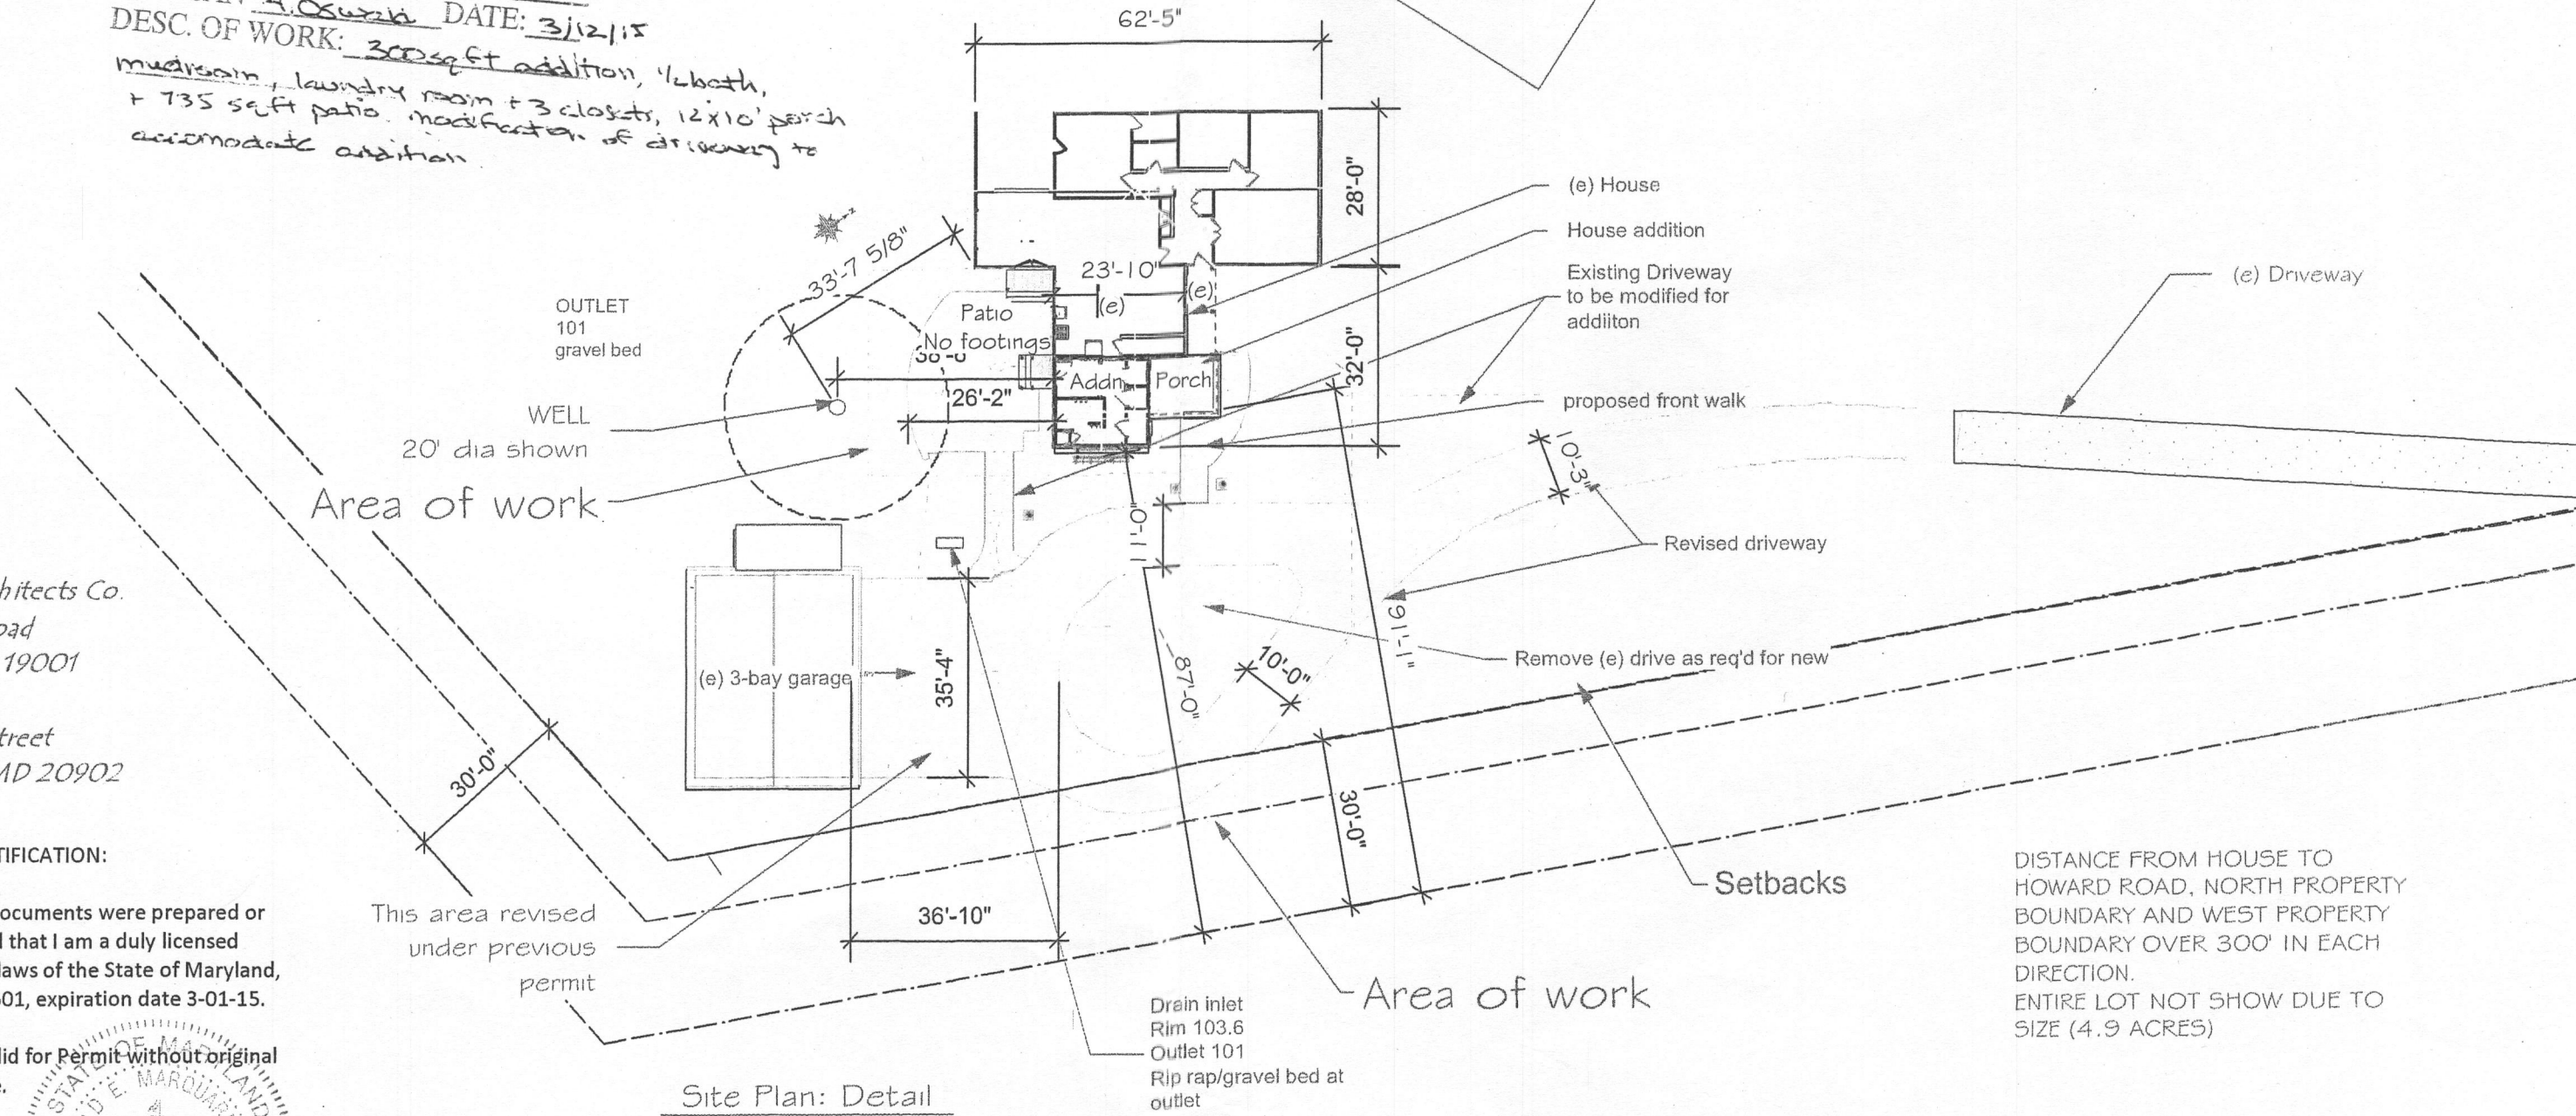 A.Osurak DATE: 3/12/15
DESC. OF WORK: 300 sqft addition, 1/2 bath,
mudroom, laundry room + 3 closets, 12x10' porch
+ 735 sqft patio. modification of driveway to
accomodate addition.
62'-5"
28'-0"
(e) House
House addition
33'-7 5/8"
23'-10"
(e)
(e)
Existing Driveway
to be modified for
addiiton
(e) Driveway
OUTLET
101
gravel bed
Patio
No footings
32'-0"
Addn
Porch
26'-2"
WELL
20' dia shown
proposed front walk
10'-3"
Area of work
11'-0"
Revised driveway
hitects Co.
oad
19001
treet
MD 20902
(e) 3-bay garage
35'-4"
87'-0"
10'-0"
91'-1"
Remove (e) drive as req'd for new
30'-0"
30'-0"
Setbacks
TIFICATION:
ocuments were prepared or
d that I am a duly licensed
laws of the State of Maryland,
01, expiration date 3-01-15.
lid for Permit without original
STATE OF MARYLAND
D E. MARQUAR
This area revised
under previous
permit
36'-10"
Area of work
Drain inlet
Rim 103.6
Outlet 101
Rip rap/gravel bed at
outlet
DISTANCE FROM HOUSE TO
HOWARD ROAD, NORTH PROPERTY
BOUNDARY AND WEST PROPERTY
BOUNDARY OVER 300' IN EACH
DIRECTION.
ENTIRE LOT NOT SHOW DUE TO
SIZE (4.9 ACRES)
Site Plan: Detail